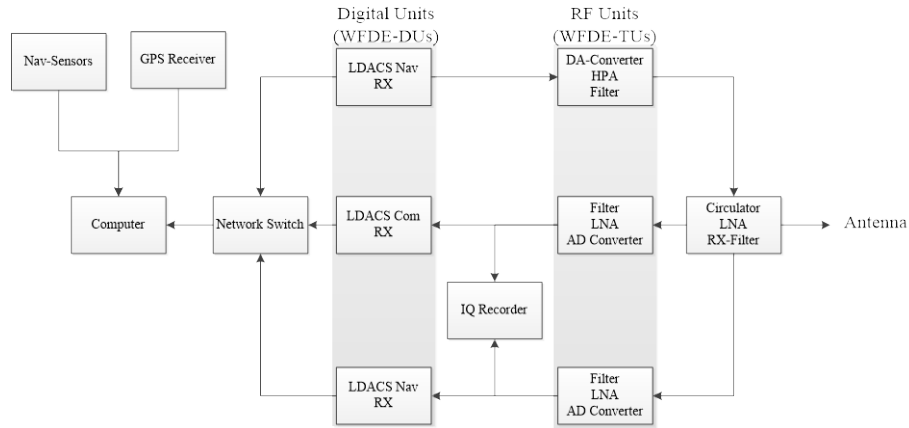 Digital Units
(WFDE-DUs)
RF Units
(WFDE-TUs)
Nav-Sensors
GPS Receiver
LDACS Nav
RX
DA-Converter
HPA
Filter
Computer
Network Switch
LDACS Com
RX
Filter
LNA
AD Converter
Circulator
LNA
RX-Filter
Antenna
IQ Recorder
LDACS Nav
RX
Filter
LNA
AD Converter